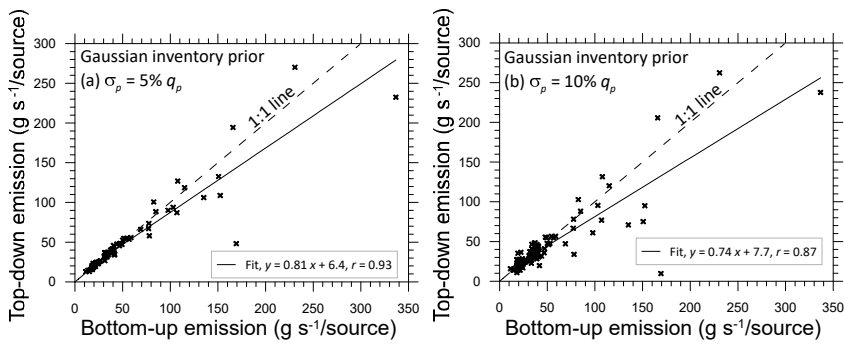 Gaussian inventory prior
(a) σp = 5% qp
1:1 line
Top-down emission (g s⁻¹/source)
300
250
200
150
100
50
0
Fit, y = 0.81 x + 6.4, r = 0.93
0 50 100 150 200 250 300 350
Bottom-up emission (g s⁻¹/source)
Gaussian inventory prior
(b) σp = 10% qp
1:1 line
Top-down emission (g s⁻¹/source)
300
250
200
150
100
50
0
Fit, y = 0.74 x + 7.7, r = 0.87
0 50 100 150 200 250 300 350
Bottom-up emission (g s⁻¹/source)